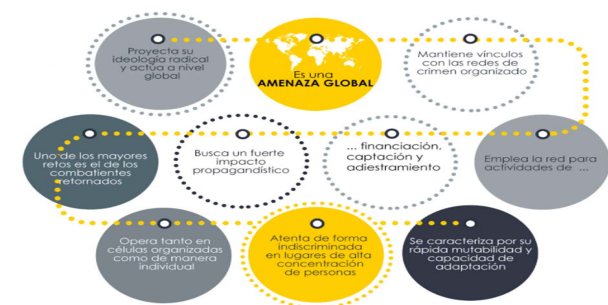 Proyecta su
ideología radical
y actúa a nivel
global
Es una
AMENAZA GLOBAL
Mantiene vínculos
con las redes de
crimen organizado
Emplea la red para
actividades de ...
... financiación,
captación y
adiestramiento
Busca un fuerte
impacto
propagandístico
Uno de los mayores
retos es el de los
combatientes
retornados
Opera tanto en
células organizadas
como de manera
individual
Atenta de forma
indiscriminada
en lugares de alta
concentración
de personas
Se caracteriza por su
rápida mutabilidad y
capacidad de
adaptación